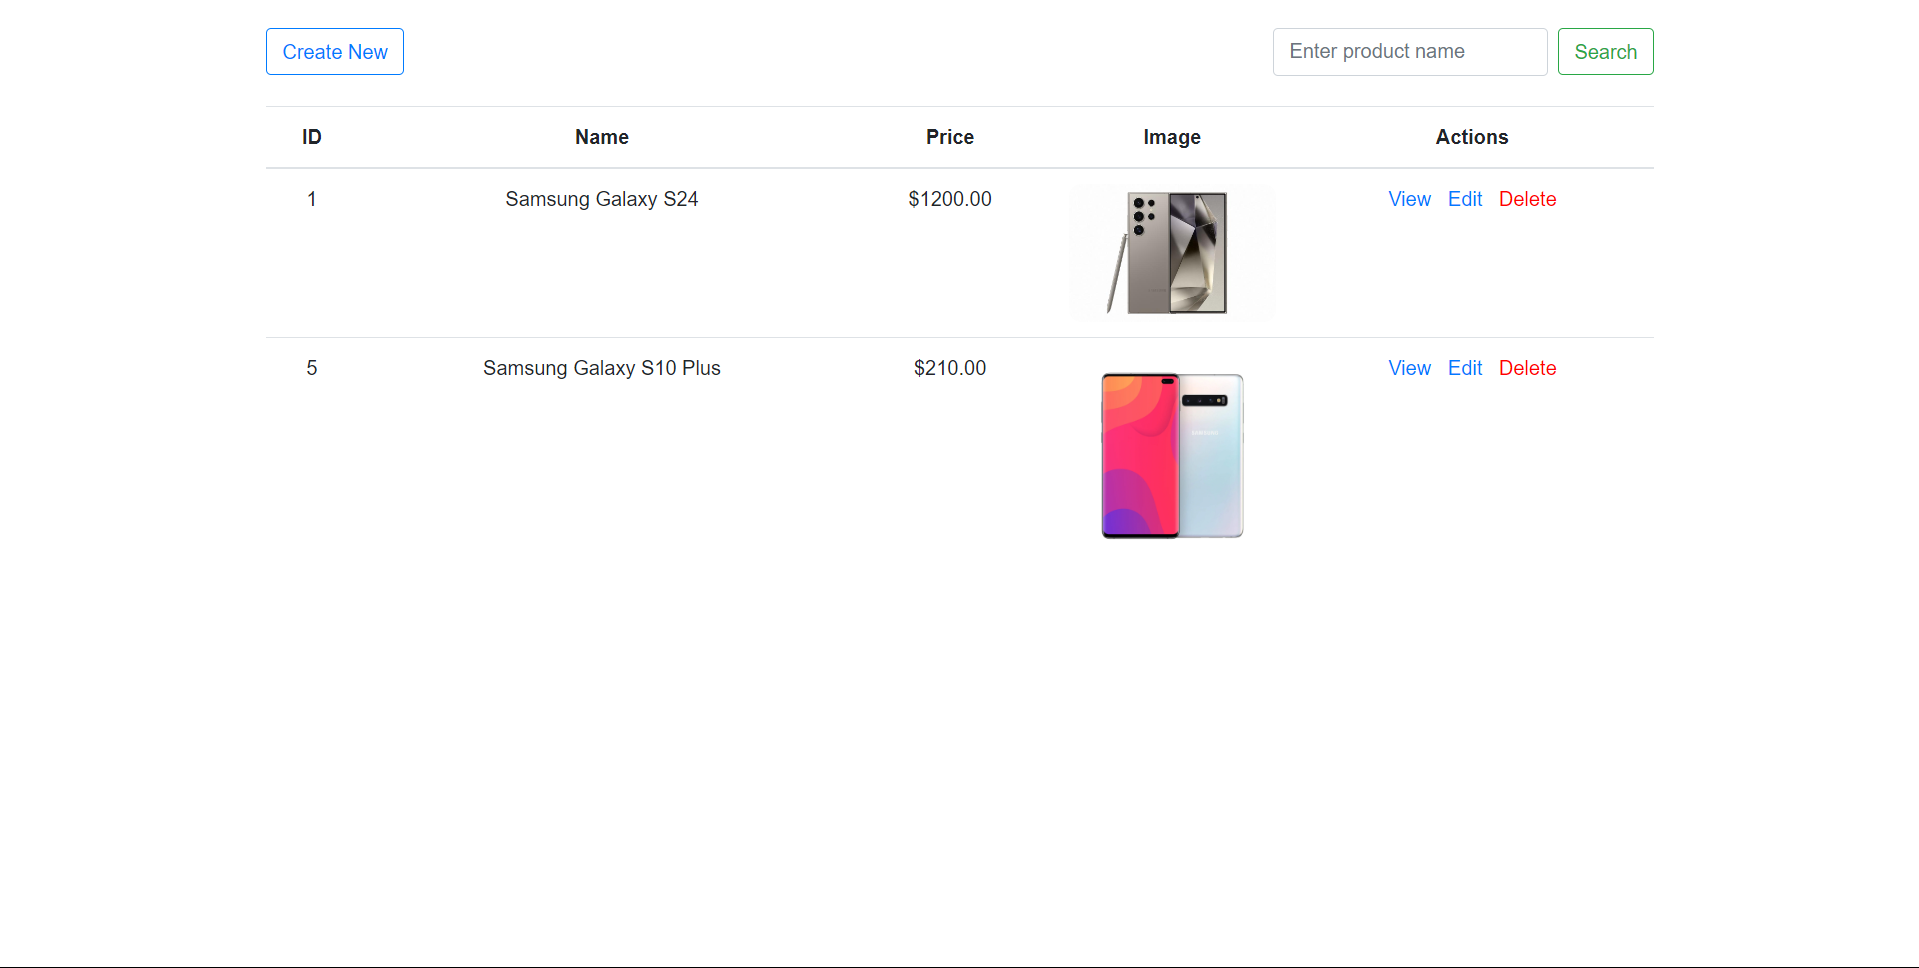 Create New
Enter product name
Search
ID Name Price Image Actions
1 Samsung Galaxy S24 $1200.00 View Edit Delete
5 Samsung Galaxy S10 Plus $210.00 View Edit Delete